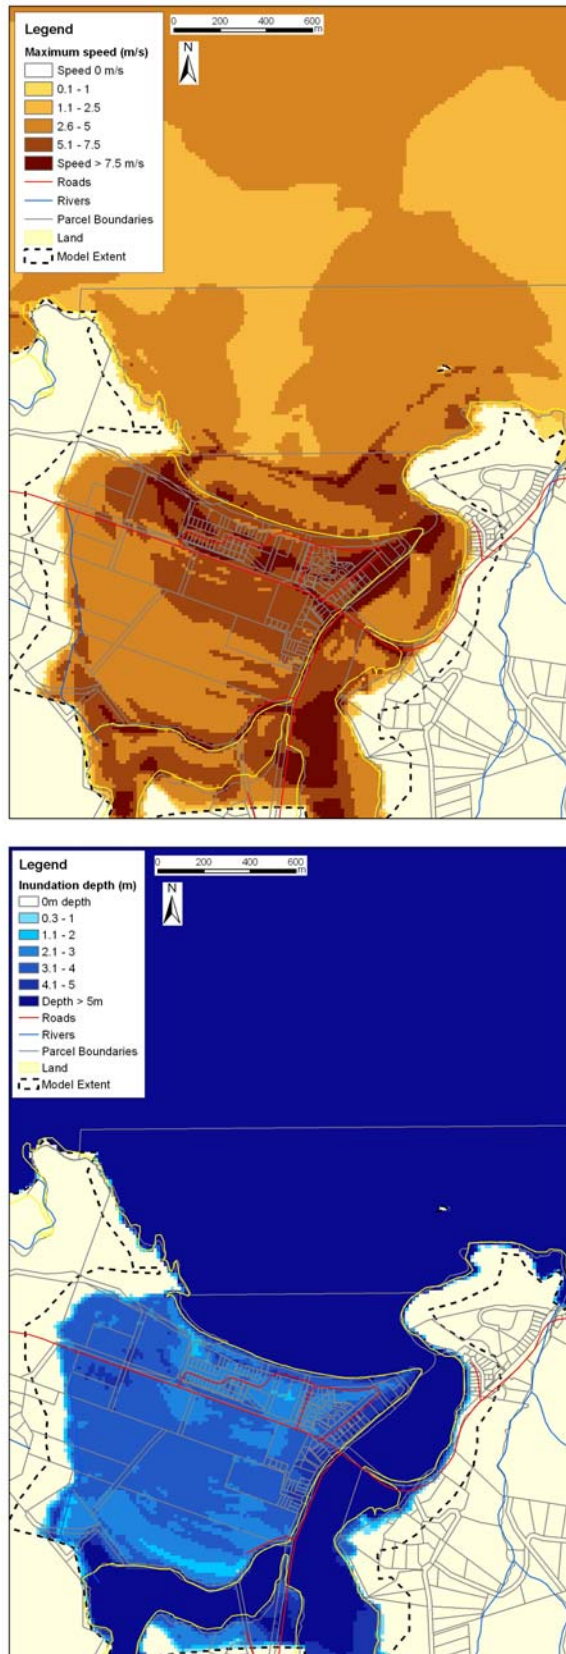 Legend
Maximum speed (m/s)
Speed 0 m/s
0.1 - 1
1.1 - 2.5
2.6 - 5
5.1 - 7.5
Speed > 7.5 m/s
Roads
Rivers
Parcel Boundaries
Land
Model Extent
0 200 400 600
m
N
Legend
Inundation depth (m)
0m depth
0.3 - 1
1.1 - 2
2.1 - 3
3.1 - 4
4.1 - 5
Depth > 5m
Roads
Rivers
Parcel Boundaries
Land
Model Extent
0 200 400 600
m
N